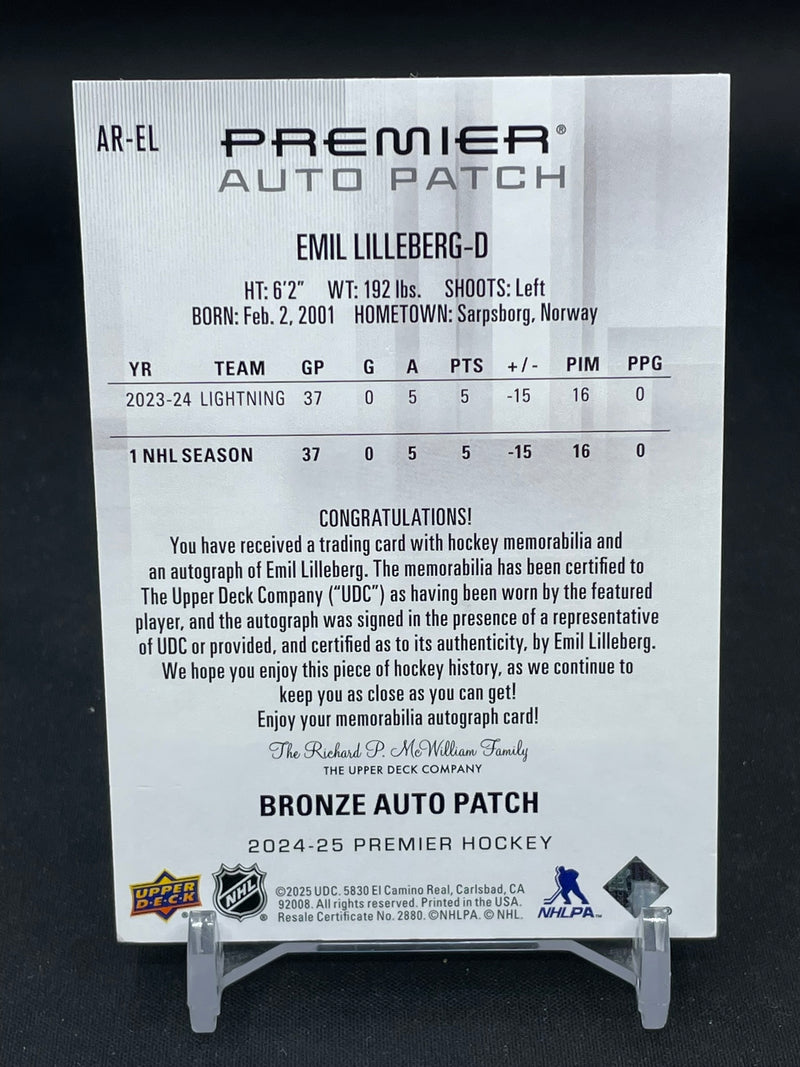 AR-EL
PREMIER®
AUTO PATCH
EMIL LILLEBERG-D
HT: 6'2" WT: 192 lbs. SHOOTS: Left
BORN: Feb. 2, 2001 HOMETOWN: Sarpsborg, Norway
YR TEAM GP G A PTS +/- PIM PPG
2023-24 LIGHTNING 37 0 5 5 -15 16 0
1 NHL SEASON 37 0 5 5 -15 16 0
CONGRATULATIONS!
You have received a trading card with hockey memorabilia and
an autograph of Emil Lilleberg. The memorabilia has been certified to
The Upper Deck Company ("UDC") as having been worn by the featured
player, and the autograph was signed in the presence of a representative
of UDC or provided, and certified as to its authenticity, by Emil Lilleberg.
We hope you enjoy this piece of hockey history, as we continue to
keep you as close as you can get!
Enjoy your memorabilia autograph card!
The Richard P. McWilliam Family
THE UPPER DECK COMPANY
BRONZE AUTO PATCH
2024-25 PREMIER HOCKEY
UPPER
D·E·C·K®
NHL®
©2025 UDC. 5830 El Camino Real, Carlsbad, CA
92008. All rights reserved. Printed in the USA.
Resale Certificate No. 2880. ©NHLPA. © NHL.
NHLPA™